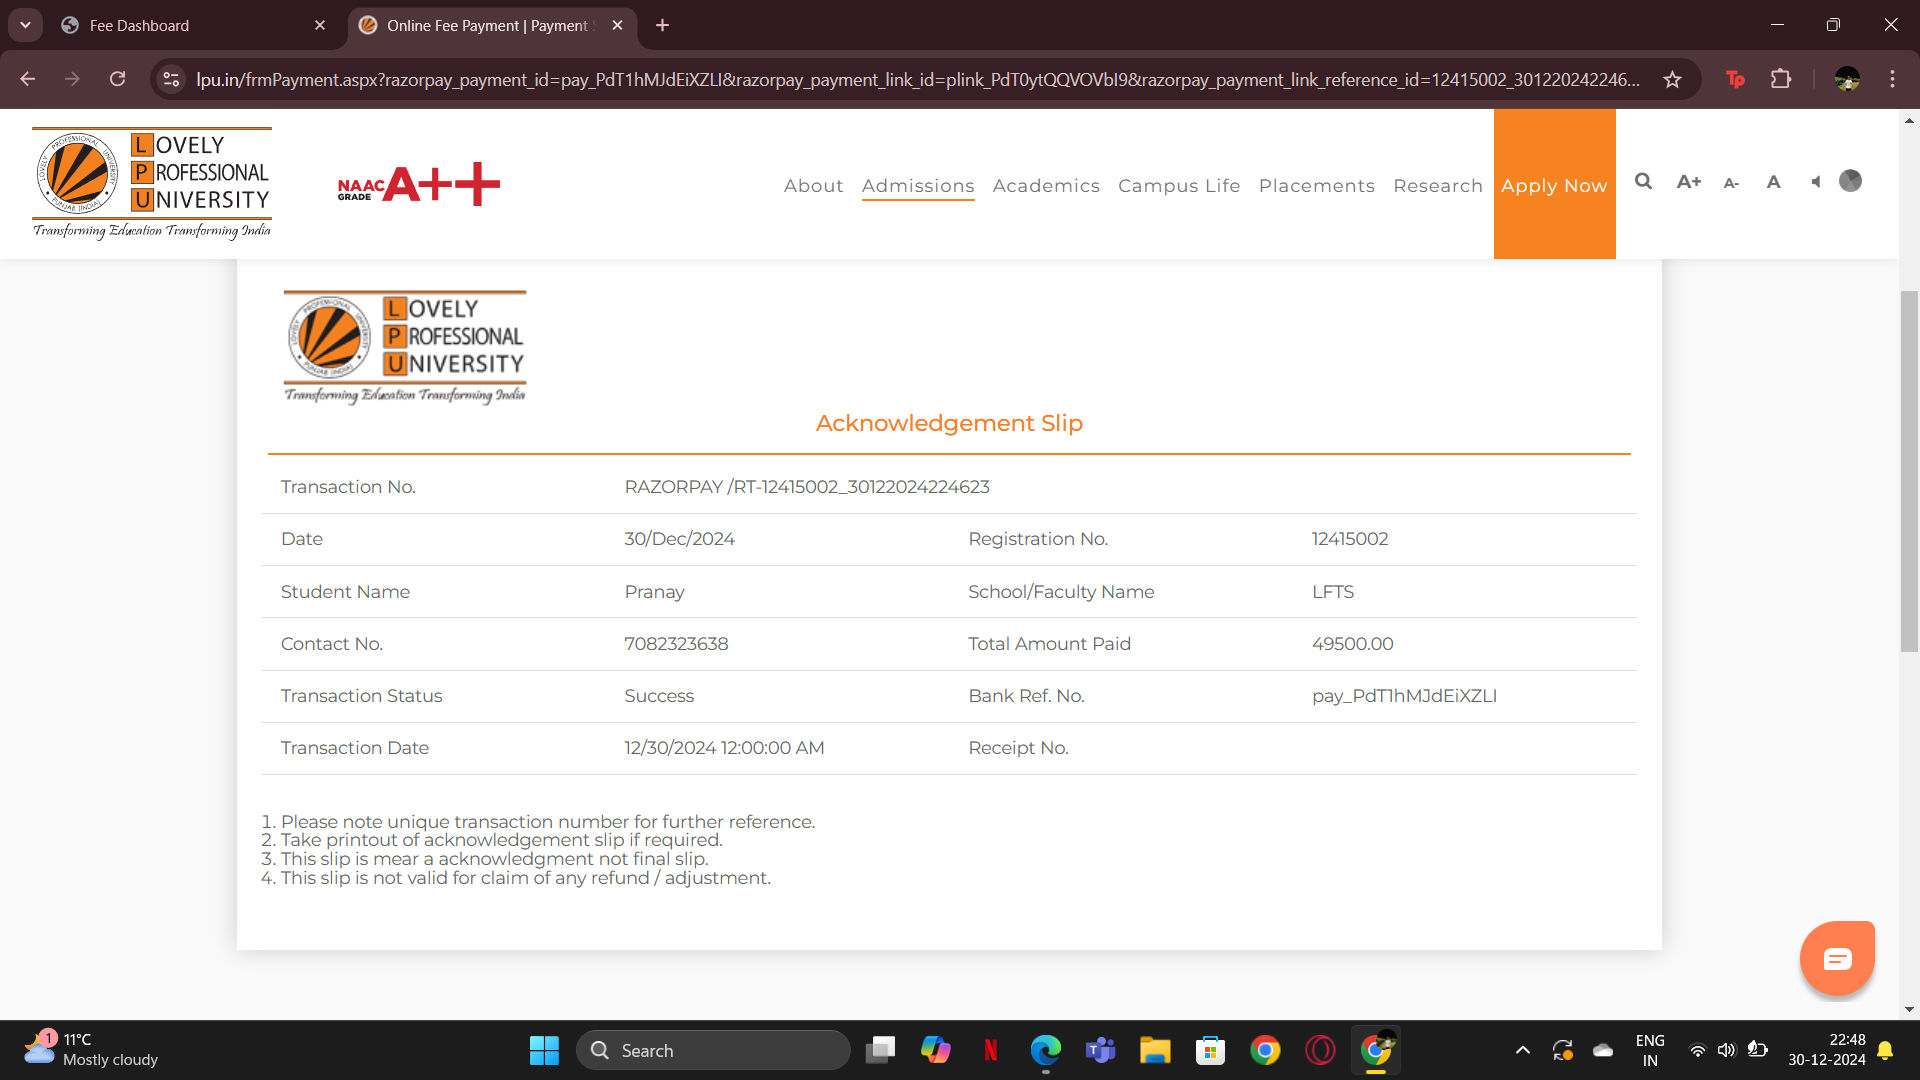 Fee Dashboard
Online Fee Payment | Payment
lpu.in/frmPayment.aspx?razorpay_payment_id=pay_PdT1hMJdEiXZLI&razorpay_payment_link_id=plink_PdT0ytQQVOVbI9&razorpay_payment_link_reference_id=12415002_301220242246...
Tp
LOVELY
PROFESSIONAL
UNIVERSITY
Transforming Education Transforming India
NAAC
GRADE
A++
About Admissions Academics Campus Life Placements Research Apply Now A+ A- A
LOVELY
PROFESSIONAL
UNIVERSITY
Transforming Education Transforming India
Acknowledgement Slip
Transaction No. RAZORPAY /RT-12415002_30122024224623
Date 30/Dec/2024 Registration No. 12415002
Student Name Pranay School/Faculty Name LFTS
Contact No. 7082323638 Total Amount Paid 49500.00
Transaction Status Success Bank Ref. No. pay_PdT1hMJdEiXZLI
Transaction Date 12/30/2024 12:00:00 AM Receipt No.
1. Please note unique transaction number for further reference.
2. Take printout of acknowledgement slip if required.
3. This slip is mear a acknowledgment not final slip.
4. This slip is not valid for claim of any refund / adjustment.
1
11°C
Mostly cloudy
Search
ENG
IN
22:48
30-12-2024